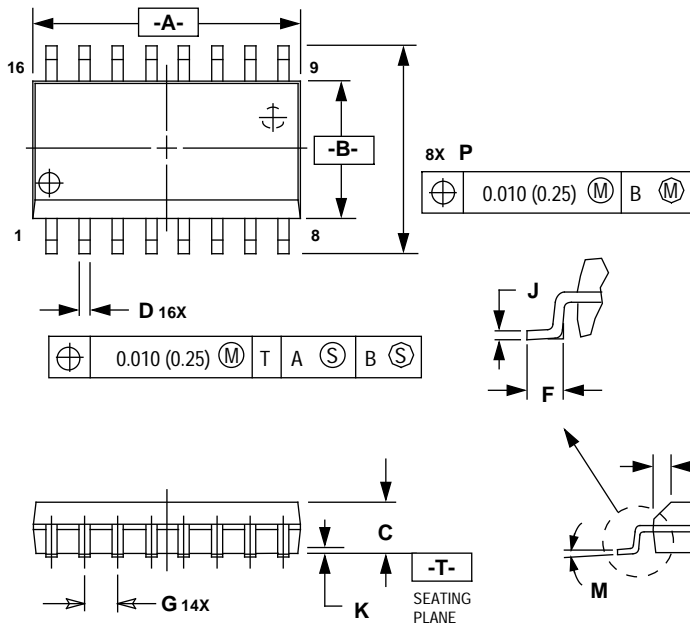 -A-
16
9
-B-
8X P
0.010 (0.25) Ⓜ B Ⓜ
1
8
J
D 16X
0.010 (0.25) Ⓜ T A Ⓢ B Ⓢ
F
C
-T-
G 14X
K
SEATING
PLANE
M